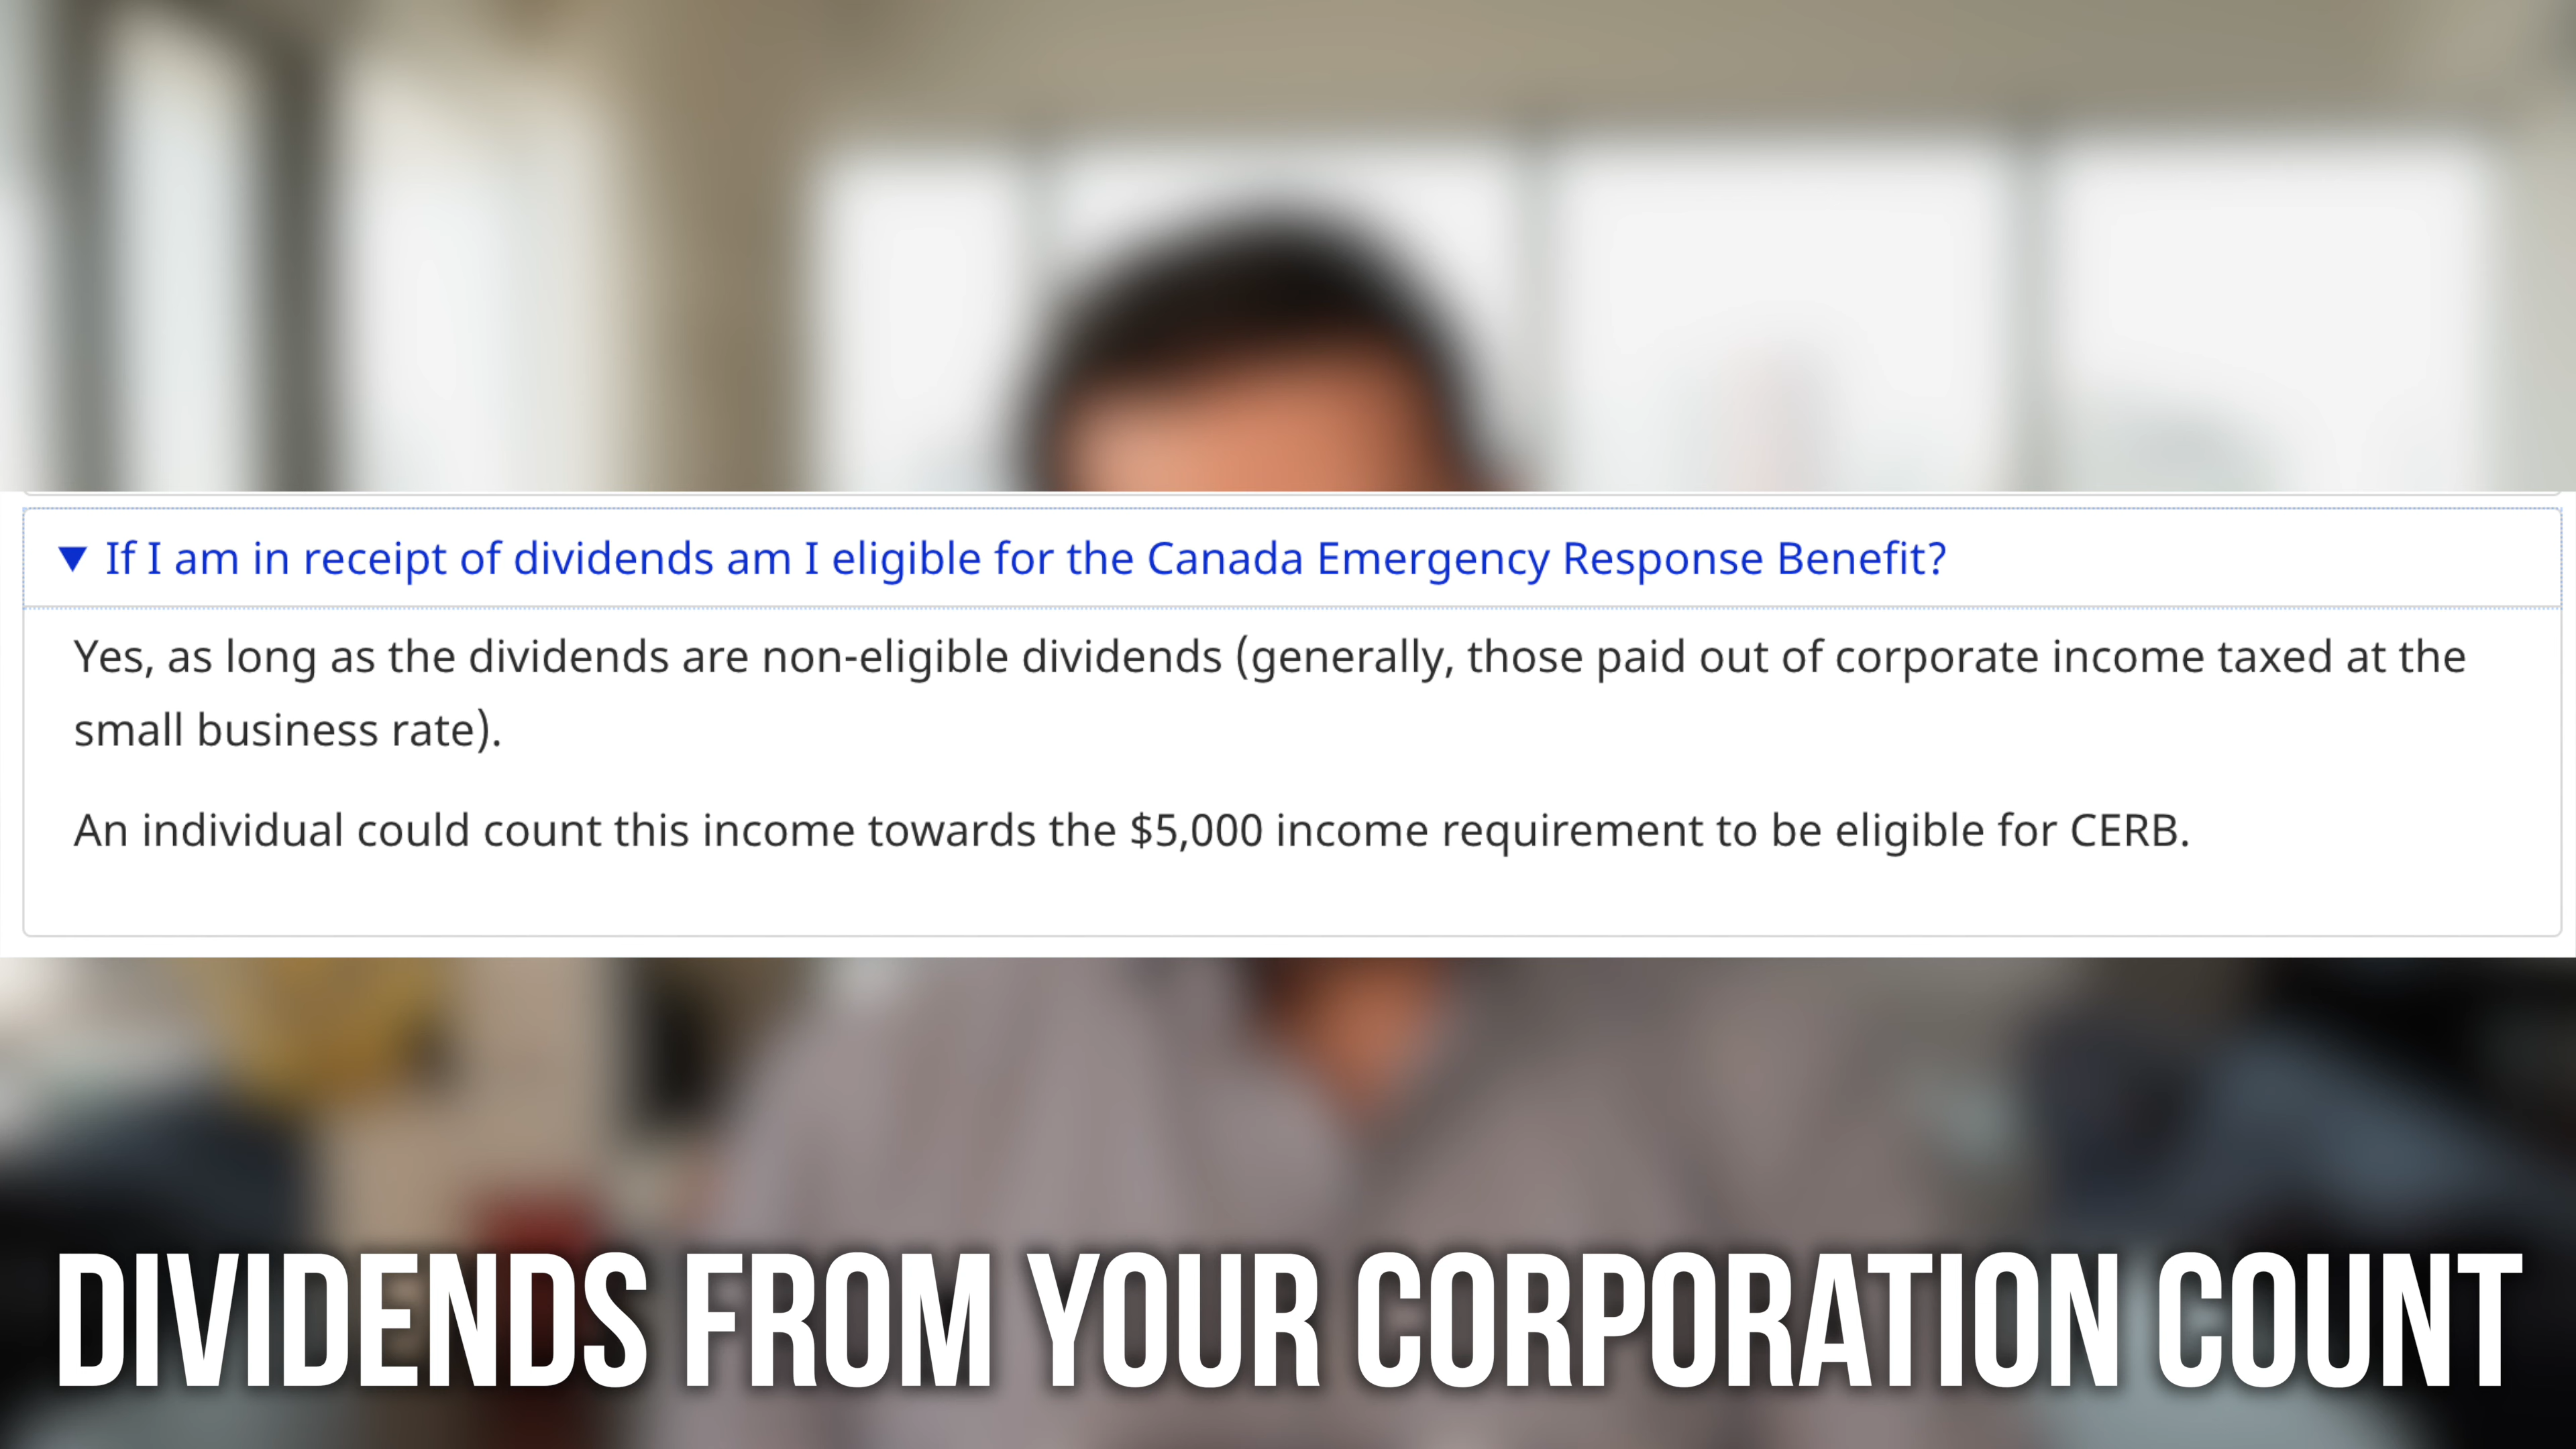 ▼ If I am in receipt of dividends am I eligible for the Canada Emergency Response Benefit?
Yes, as long as the dividends are non-eligible dividends (generally, those paid out of corporate income taxed at the
small business rate).
An individual could count this income towards the $5,000 income requirement to be eligible for CERB.
DIVIDENDS FROM YOUR CORPORATION COUNT